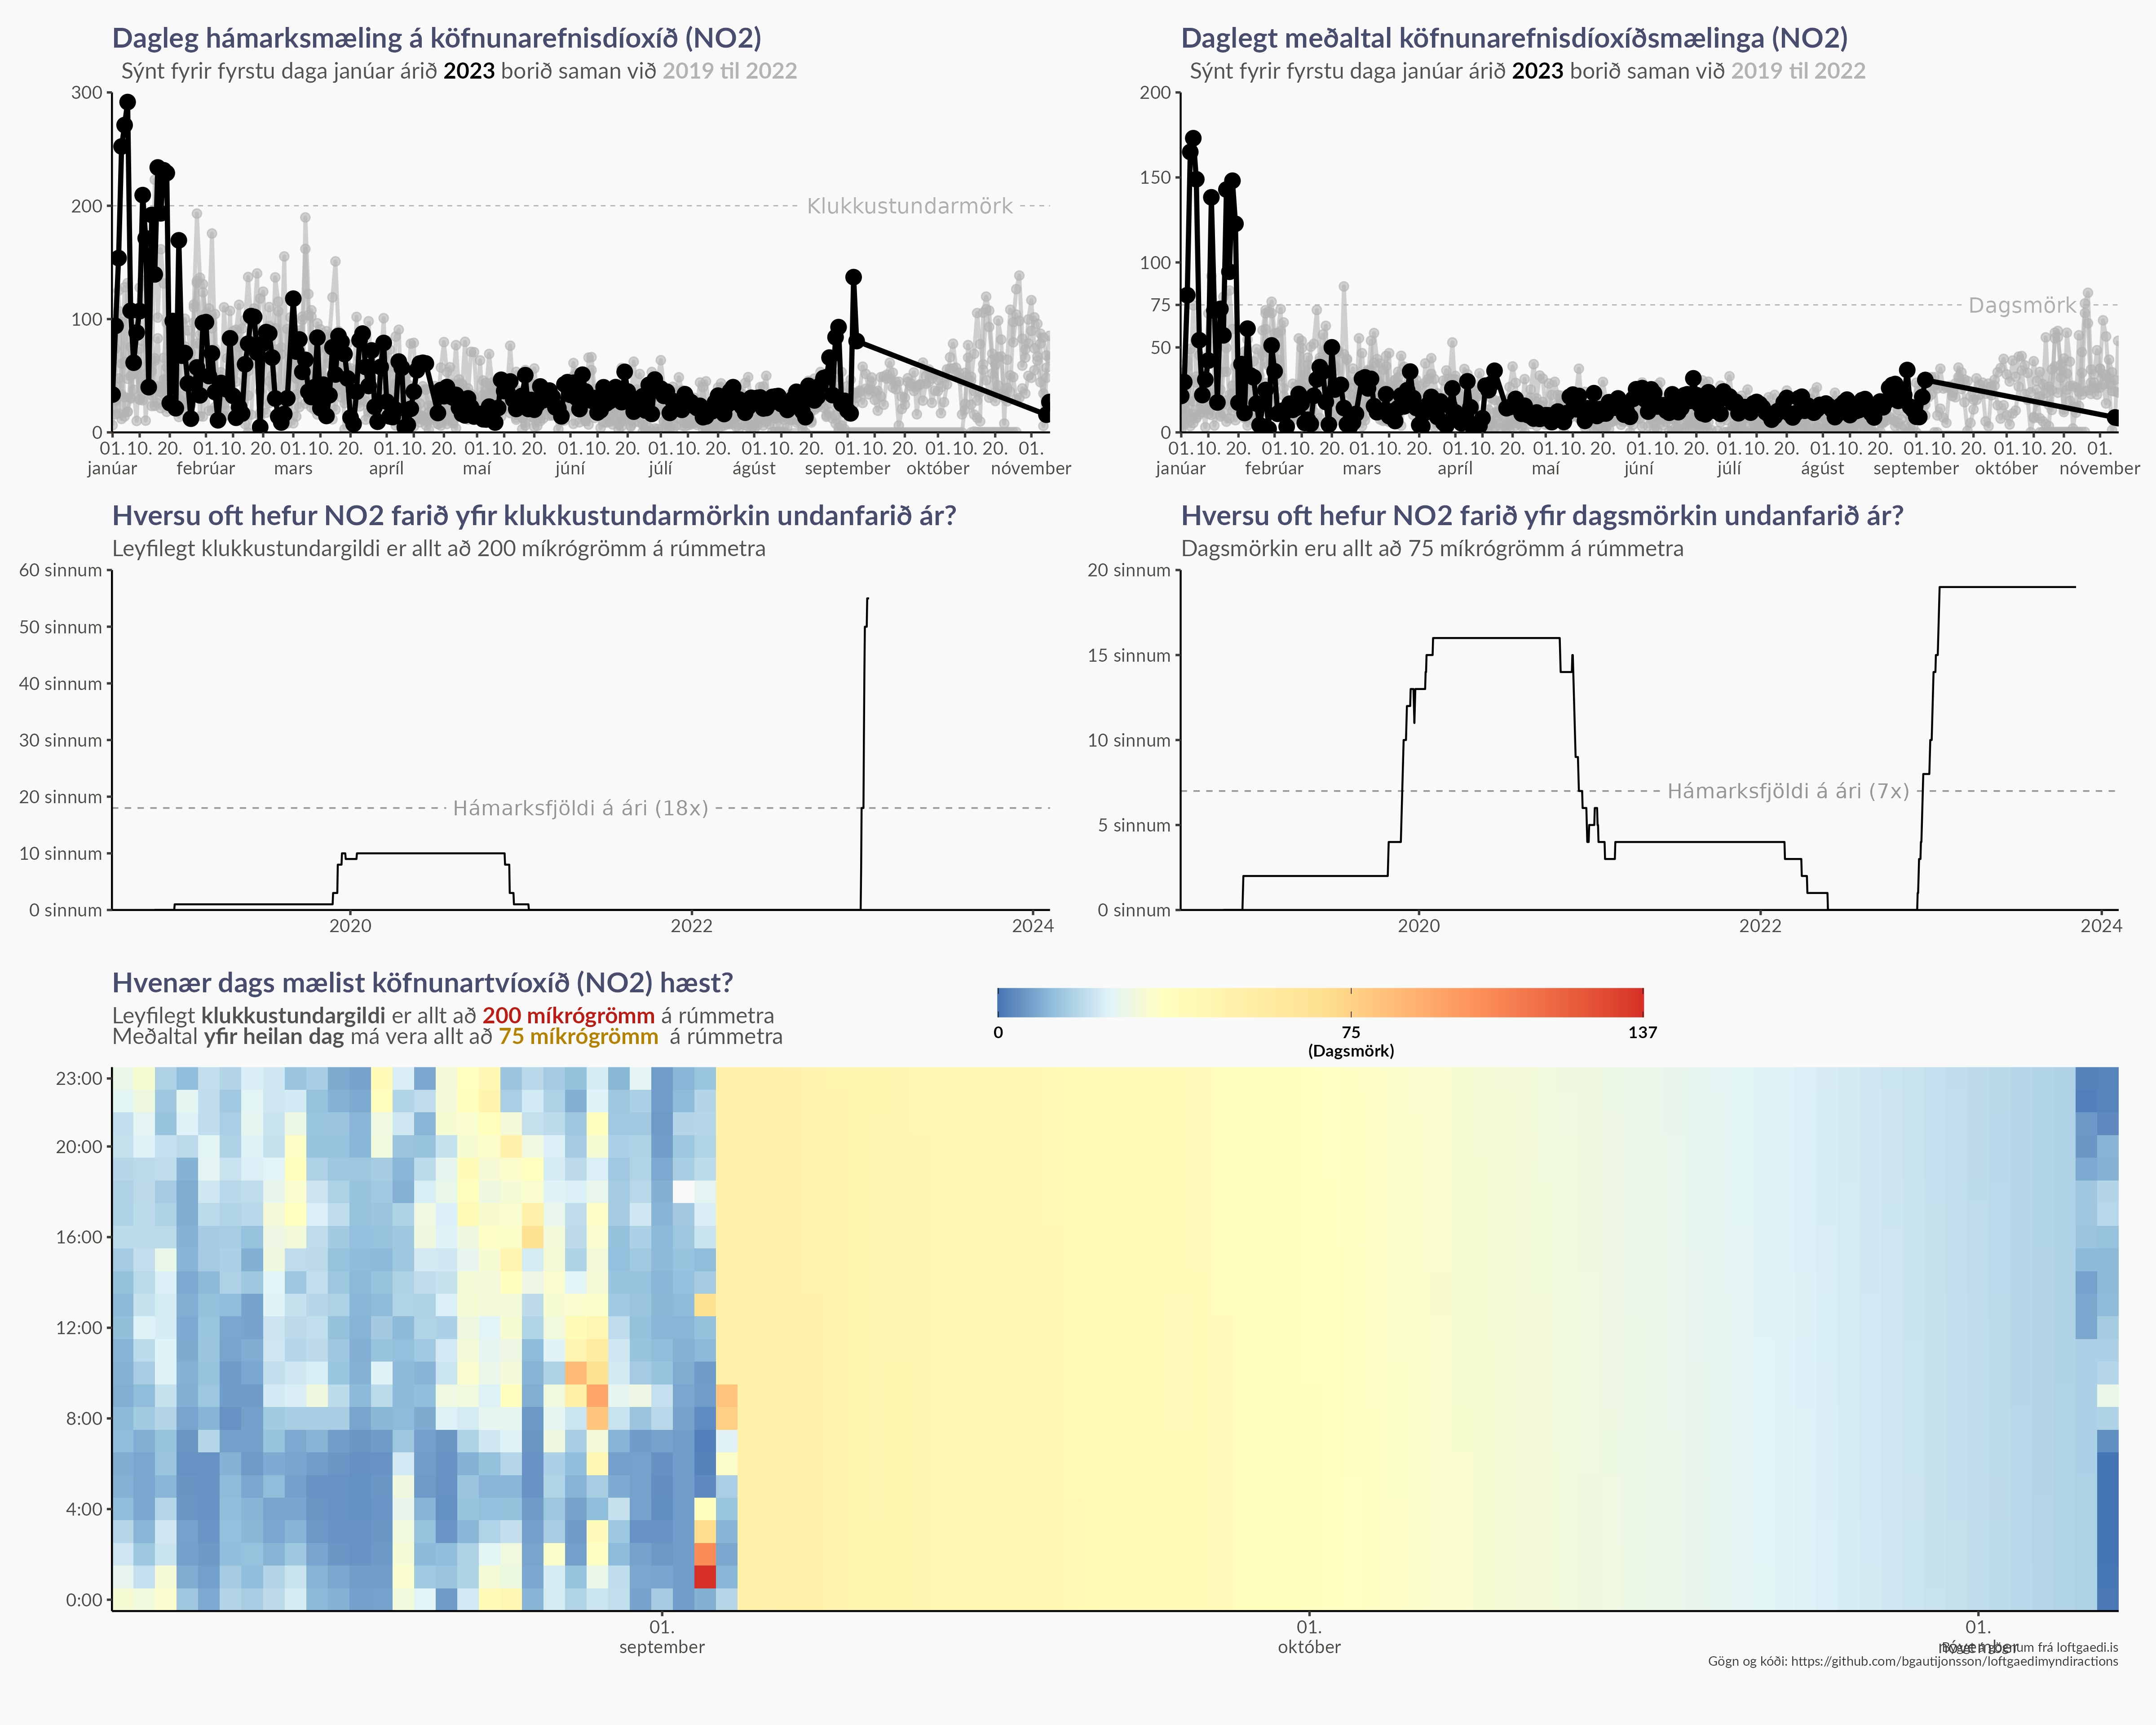 Dagleg hámarksmæling á köfnunarefnisdíoxíð (NO2)
Sýnt fyrir fyrstu daga janúar árið 2023 borið saman við 2019 til 2022
300
200
100
0
Klukkustundarmörk
01. 10. 20. 01. 10. 20. 01. 10. 20. 01. 10. 20. 01. 10. 20. 01. 10. 20. 01. 10. 20. 01. 10. 20. 01. 10. 20. 01. 10. 20. 01.
janúar febrúar mars apríl maí júní júlí ágúst september október nóvember
Daglegt meðaltal köfnunarefnisdíoxíðsmælinga (NO2)
Sýnt fyrir fyrstu daga janúar árið 2023 borið saman við 2019 til 2022
200
150
100
75
50
0
Dagsmörk
01. 10. 20. 01. 10. 20. 01. 10. 20. 01. 10. 20. 01. 10. 20. 01. 10. 20. 01. 10. 20. 01. 10. 20. 01. 10. 20. 01. 10. 20. 01.
janúar febrúar mars apríl maí júní júlí ágúst september október nóvember
Hversu oft hefur NO2 farið yfir klukkustundarmörkin undanfarið ár?
Leyfilegt klukkustundargildi er allt að 200 míkrógrömm á rúmmetra
60 sinnum
50 sinnum
40 sinnum
30 sinnum
20 sinnum
10 sinnum
0 sinnum
Hámarksfjöldi á ári (18x)
2020 2022 2024
Hversu oft hefur NO2 farið yfir dagsmörkin undanfarið ár?
Dagsmörkin eru allt að 75 míkrógrömm á rúmmetra
20 sinnum
15 sinnum
10 sinnum
5 sinnum
0 sinnum
Hámarksfjöldi á ári (7x)
2020 2022 2024
Hvenær dags mælist köfnunartvíoxíð (NO2) hæst?
Leyfilegt klukkustundargildi er allt að 200 míkrógrömm á rúmmetra
Meðaltal yfir heilan dag má vera allt að 75 míkrógrömm á rúmmetra
0 75 137
(Dagsmörk)
23:00
20:00
16:00
12:00
8:00
4:00
0:00
01. 01. 01.
september október nóvember
gögnum frá loftgaedi.is
Gögn og kóði: https://github.com/bgautijonsson/loftgaedimyndiractions